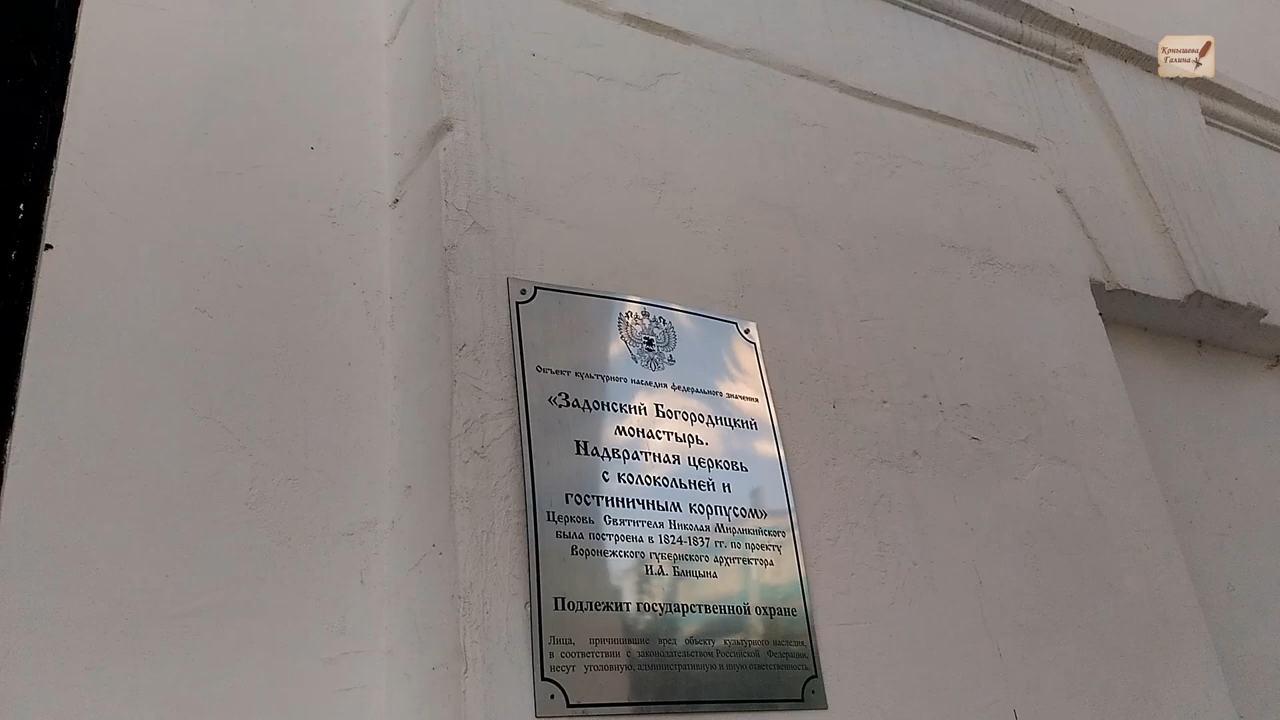 Конышева
Галина
Объект культурного наследия федерального значения
«Задонский Богородицкий
монастырь.
Надвратная церковь
с колокольней и
гостиничным корпусом»
Церковь Святителя Николая Мирликийского
была построена в 1824-1837 гг. по проекту
Воронежского губернского архитектора
И.А. Блицына
Подлежит государственной охране
Лица, причинившие вред объекту культурного наследия,
в соответствии с законодательством Российской Федерации,
несут уголовную, административную и иную ответственность.